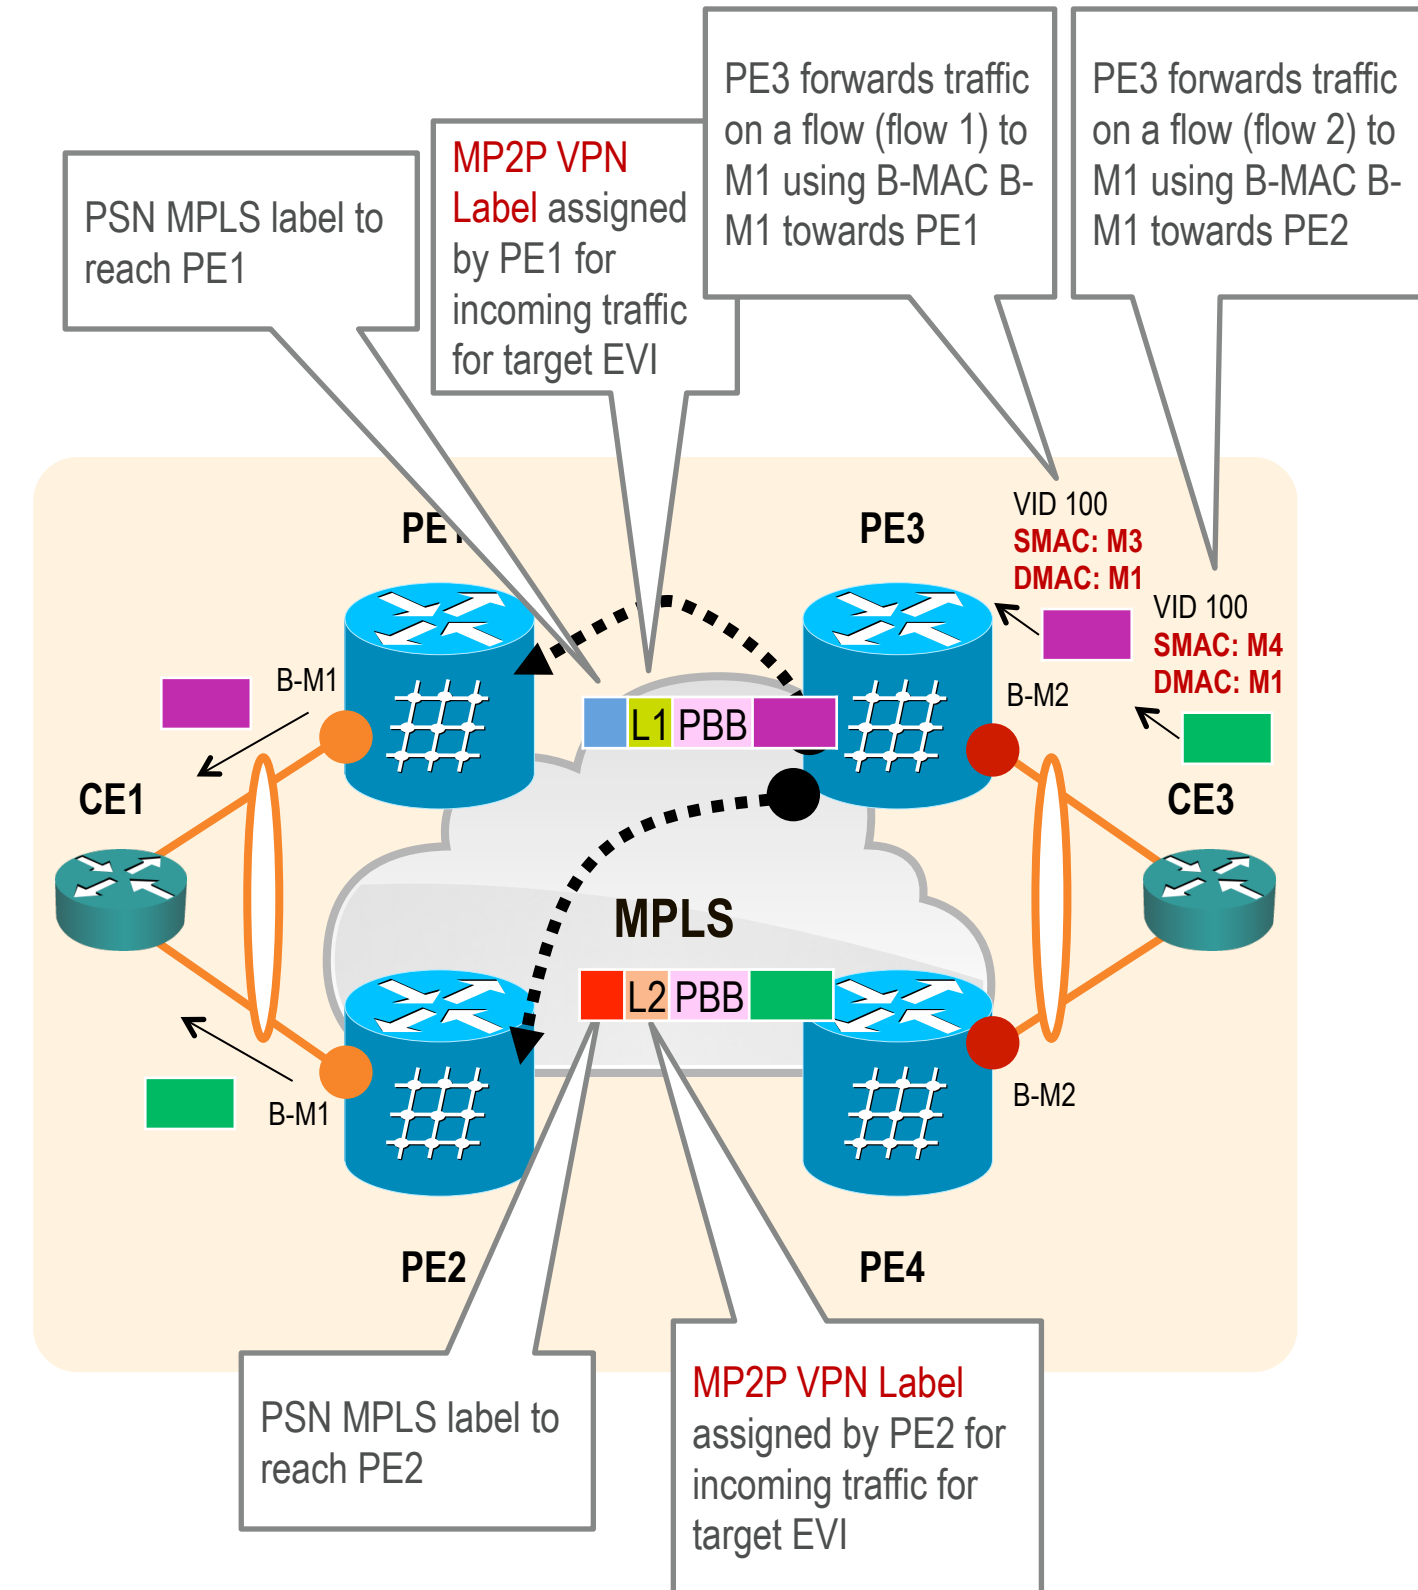 PE3 forwards traffic
on a flow (flow 1) to
M1 using B-MAC B-
M1 towards PE1
PE3 forwards traffic
on a flow (flow 2) to
M1 using B-MAC B-
M1 towards PE2
MP2P VPN
Label assigned
by PE1 for
incoming traffic
for target EVI
PSN MPLS label to
reach PE1
PE1
PE3
VID 100
SMAC: M3
DMAC: M1
VID 100
SMAC: M4
DMAC: M1
B-M1
B-M2
L1 PBB
CE1
CE3
MPLS
L2 PBB
B-M1
B-M2
PE2
PE4
PSN MPLS label to
reach PE2
MP2P VPN Label
assigned by PE2 for
incoming traffic for
target EVI